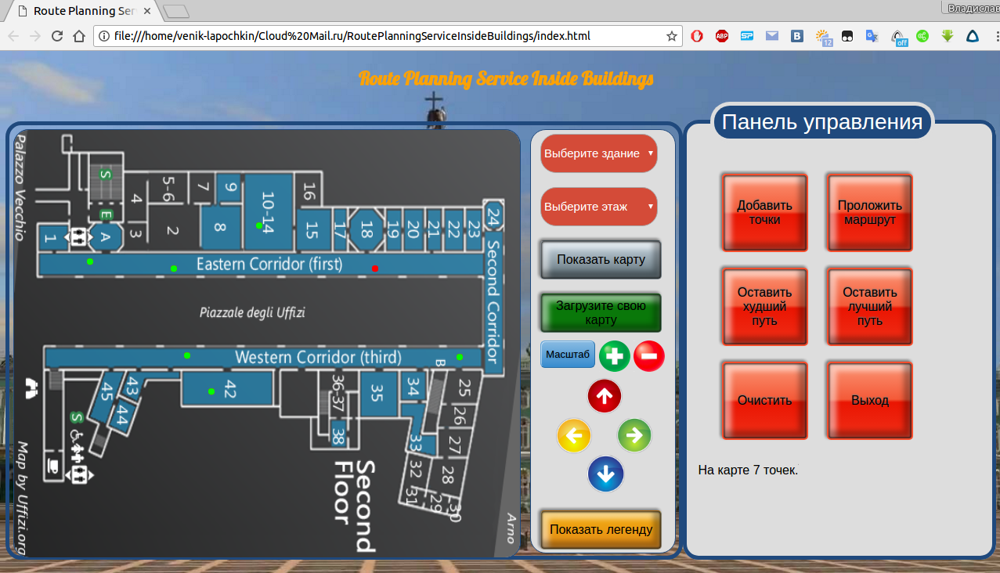 Route Planning Ser
Владислав
file:///home/venik-lapochkin/Cloud%20Mail.ru/RoutePlanningServiceInsideBuildings/index.html
ABP
SP
B
12
off
Route Planning Service Inside Buildings
Palazzo Vecchio
S
E
A
1
3
4
5-6
2
7
8
9
10-14
16
15
17
18
19
20
21
22
23
24
Eastern Corridor (first)
Second Corridor
Piazzale degli Uffizi
Western Corridor (third)
B
45
43
44
42
36-37
38
35
34
33
25
26
27
28
32
31
29
30
S
Second
Floor
Map by Uffizi.org
Arno
Выберите здание
Выберите этаж
Показать карту
Загрузите свою
карту
Масштаб
Показать легенду
Панель управления
Добавить
точки
Проложить
маршрут
Оставить
худший
путь
Оставить
лучший
путь
Очистить
Выход
На карте 7 точек.